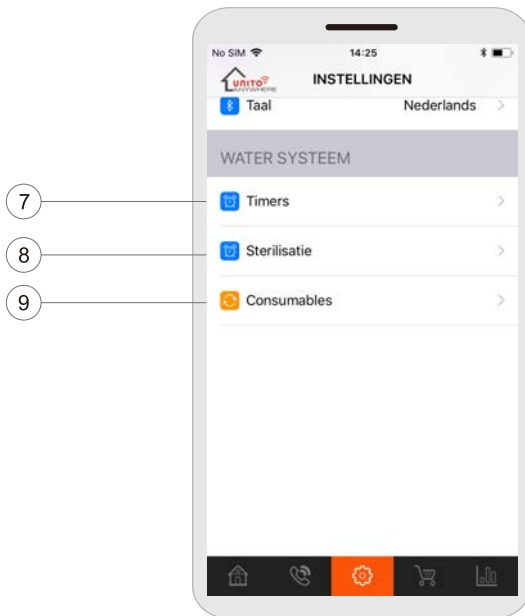 No SIM 14:25
UNITO
ANYWHERE
INSTELLINGEN
Taal Nederlands
WATER SYSTEEM
7 Timers
8 Sterilisatie
9 Consumables